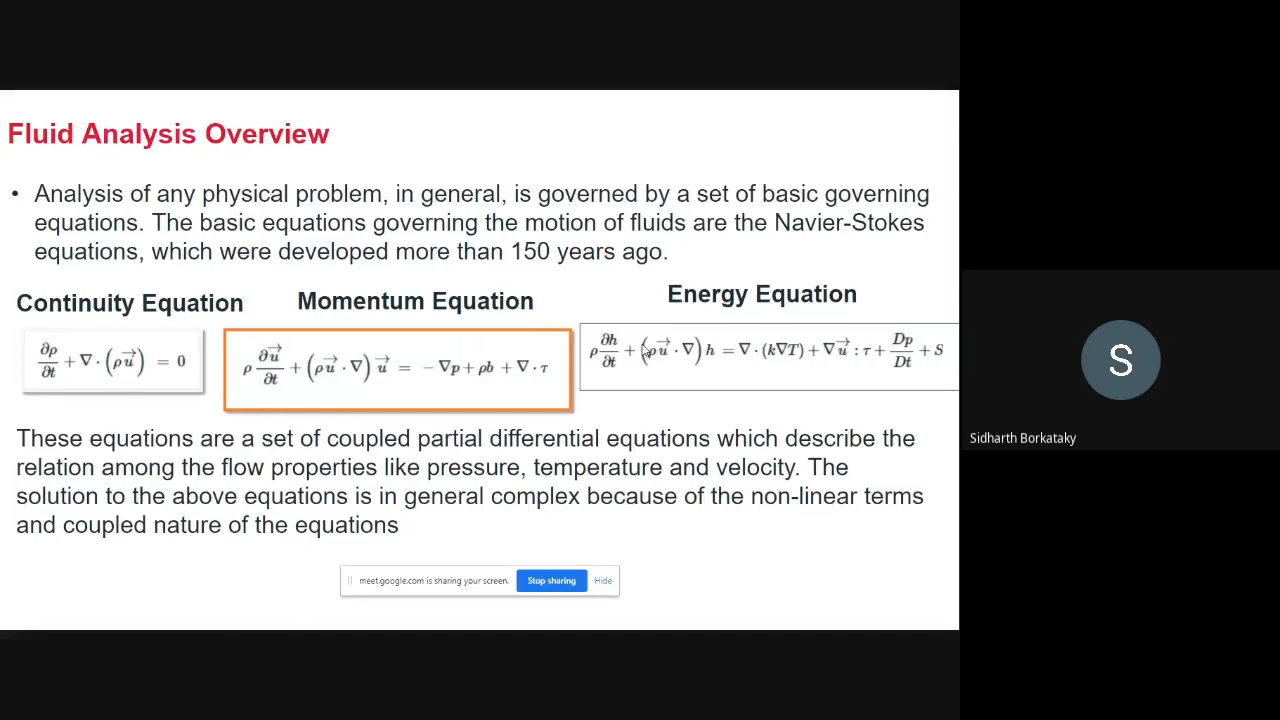 Fluid Analysis Overview
• Analysis of any physical problem, in general, is governed by a set of basic governing
equations. The basic equations governing the motion of fluids are the Navier-Stokes
equations, which were developed more than 150 years ago.
Continuity Equation
Momentum Equation
Energy Equation
∂ρ/∂t + ∇ · (ρu⃗) = 0
ρ ∂u⃗/∂t + (ρu⃗ · ∇) u⃗ = − ∇p + ρb + ∇ · τ
ρ ∂h/∂t + (ρu⃗ · ∇) h = ∇ · (k∇T) + ∇u⃗ : τ + Dp/Dt + S
These equations are a set of coupled partial differential equations which describe the
relation among the flow properties like pressure, temperature and velocity. The
solution to the above equations is in general complex because of the non-linear terms
and coupled nature of the equations
meet.google.com is sharing your screen. Stop sharing Hide
S
Sidharth Borkataky